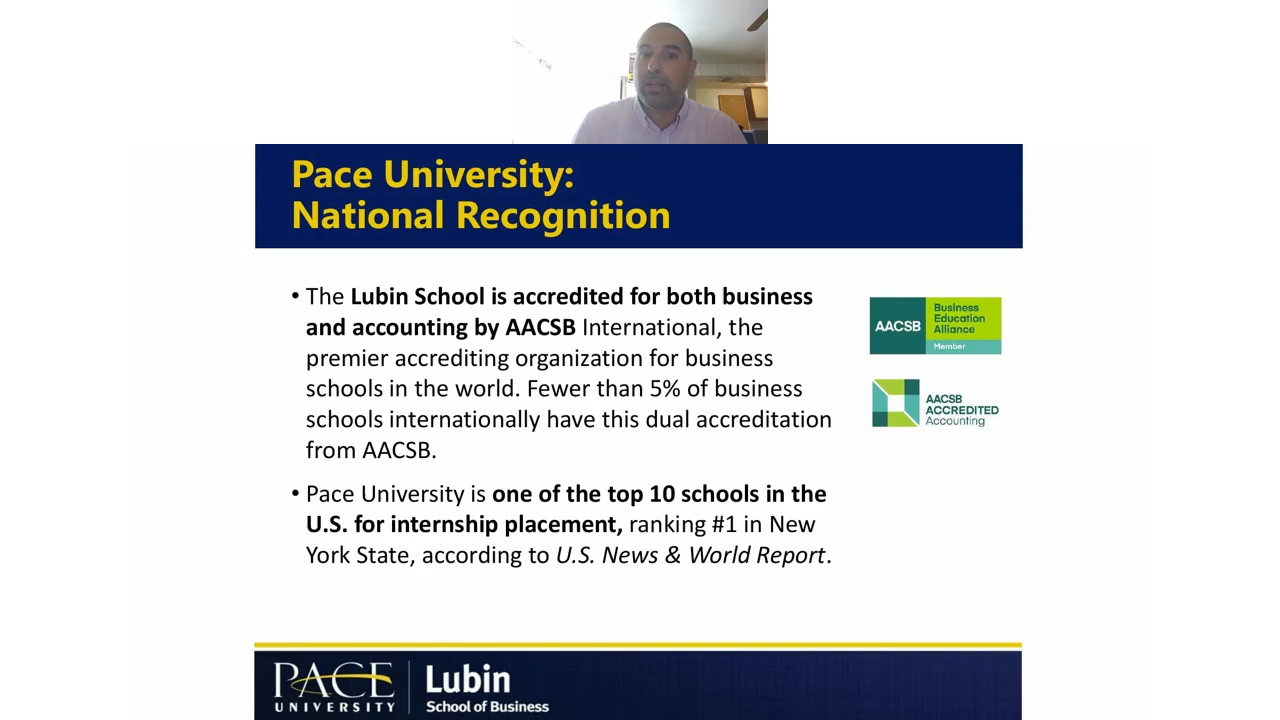 Pace University:
National Recognition
• The Lubin School is accredited for both business
and accounting by AACSB International, the
premier accrediting organization for business
schools in the world. Fewer than 5% of business
schools internationally have this dual accreditation
from AACSB.
• Pace University is one of the top 10 schools in the
U.S. for internship placement, ranking #1 in New
York State, according to U.S. News & World Report.
AACSB
Business
Education
Alliance
Member
AACSB
ACCREDITED
Accounting
PACE
UNIVERSITY
Lubin
School of Business